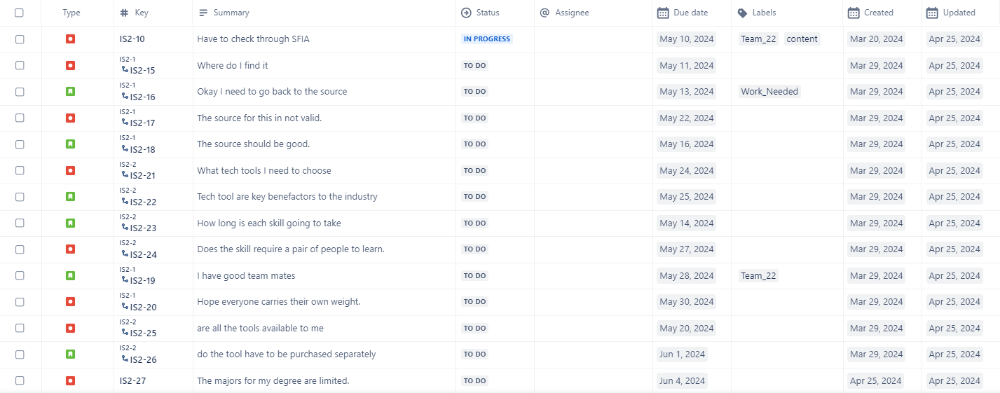 Type Key Summary Status Assignee Due date Labels Created Updated
IS2-10 Have to check through SFIA IN PROGRESS May 10, 2024 Team_22 content Mar 20, 2024 Apr 25, 2024
IS2-1
IS2-15 Where do I find it TO DO May 11, 2024 Mar 29, 2024 Apr 25, 2024
IS2-1
IS2-16 Okay I need to go back to the source TO DO May 13, 2024 Work_Needed Mar 29, 2024 Apr 25, 2024
IS2-1
IS2-17 The source for this in not valid. TO DO May 22, 2024 Mar 29, 2024 Apr 25, 2024
IS2-1
IS2-18 The source should be good. TO DO May 16, 2024 Mar 29, 2024 Apr 25, 2024
IS2-2
IS2-21 What tech tools I need to choose TO DO May 24, 2024 Mar 29, 2024 Apr 25, 2024
IS2-2
IS2-22 Tech tool are key benefactors to the industry TO DO May 25, 2024 Mar 29, 2024 Apr 25, 2024
IS2-2
IS2-23 How long is each skill going to take TO DO May 14, 2024 Mar 29, 2024 Apr 25, 2024
IS2-2
IS2-24 Does the skill require a pair of people to learn. TO DO May 27, 2024 Mar 29, 2024 Apr 25, 2024
IS2-1
IS2-19 I have good team mates TO DO May 28, 2024 Team_22 Mar 29, 2024 Apr 25, 2024
IS2-1
IS2-20 Hope everyone carries their own weight. TO DO May 30, 2024 Mar 29, 2024 Apr 25, 2024
IS2-2
IS2-25 are all the tools available to me TO DO May 20, 2024 Mar 29, 2024 Apr 25, 2024
IS2-2
IS2-26 do the tool have to be purchased separately TO DO Jun 1, 2024 Mar 29, 2024 Apr 25, 2024
IS2-27 The majors for my degree are limited. TO DO Jun 4, 2024 Apr 25, 2024 Apr 25, 2024